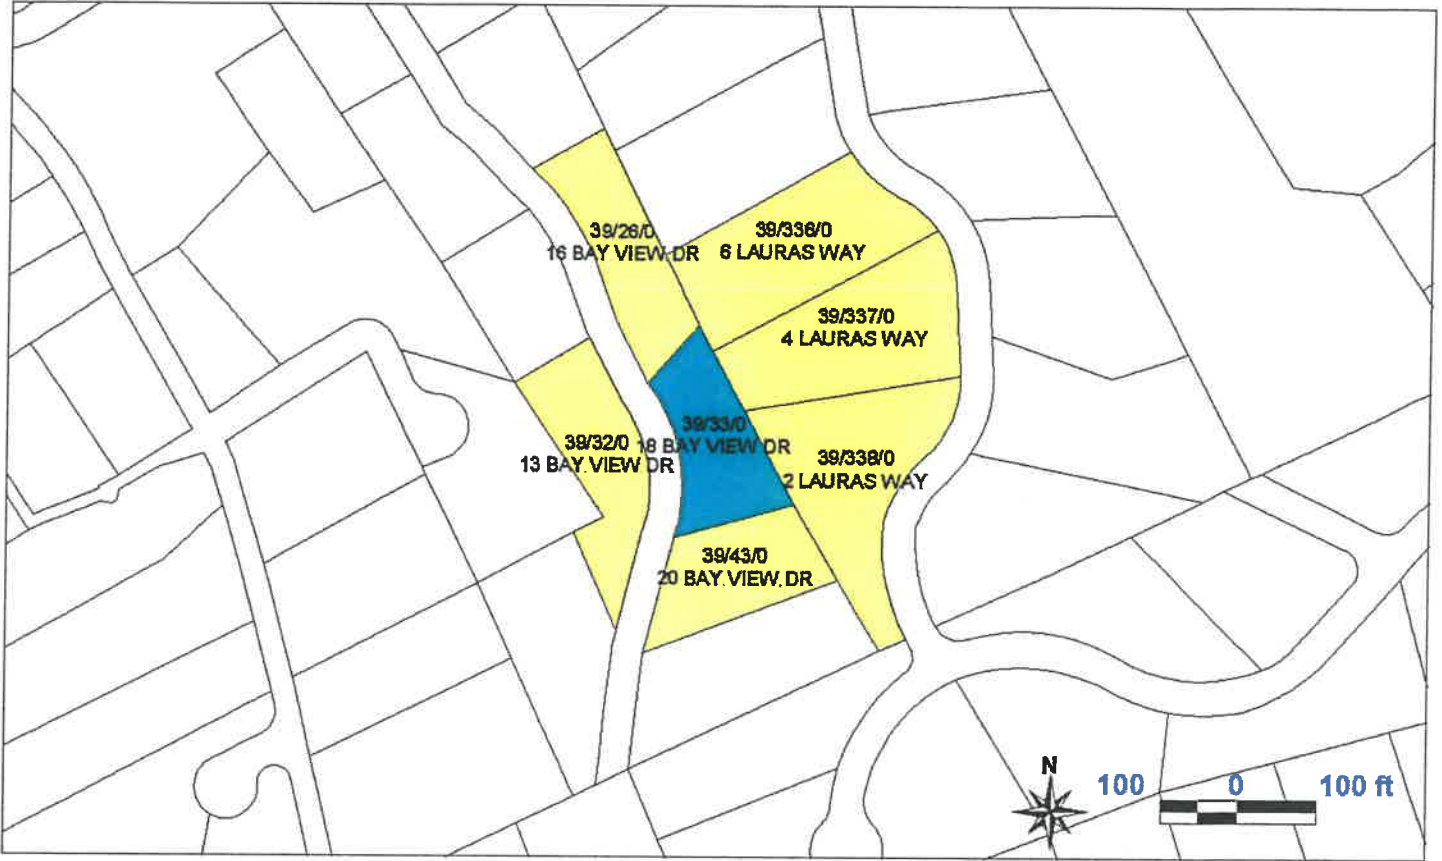 39/26/0
16 BAY VIEW DR
39/336/0
6 LAURAS WAY
39/337/0
4 LAURAS WAY
39/33/0
18 BAY VIEW DR
39/32/0
13 BAY VIEW DR
39/338/0
2 LAURAS WAY
39/43/0
20 BAY VIEW DR
N
100 0 100 ft